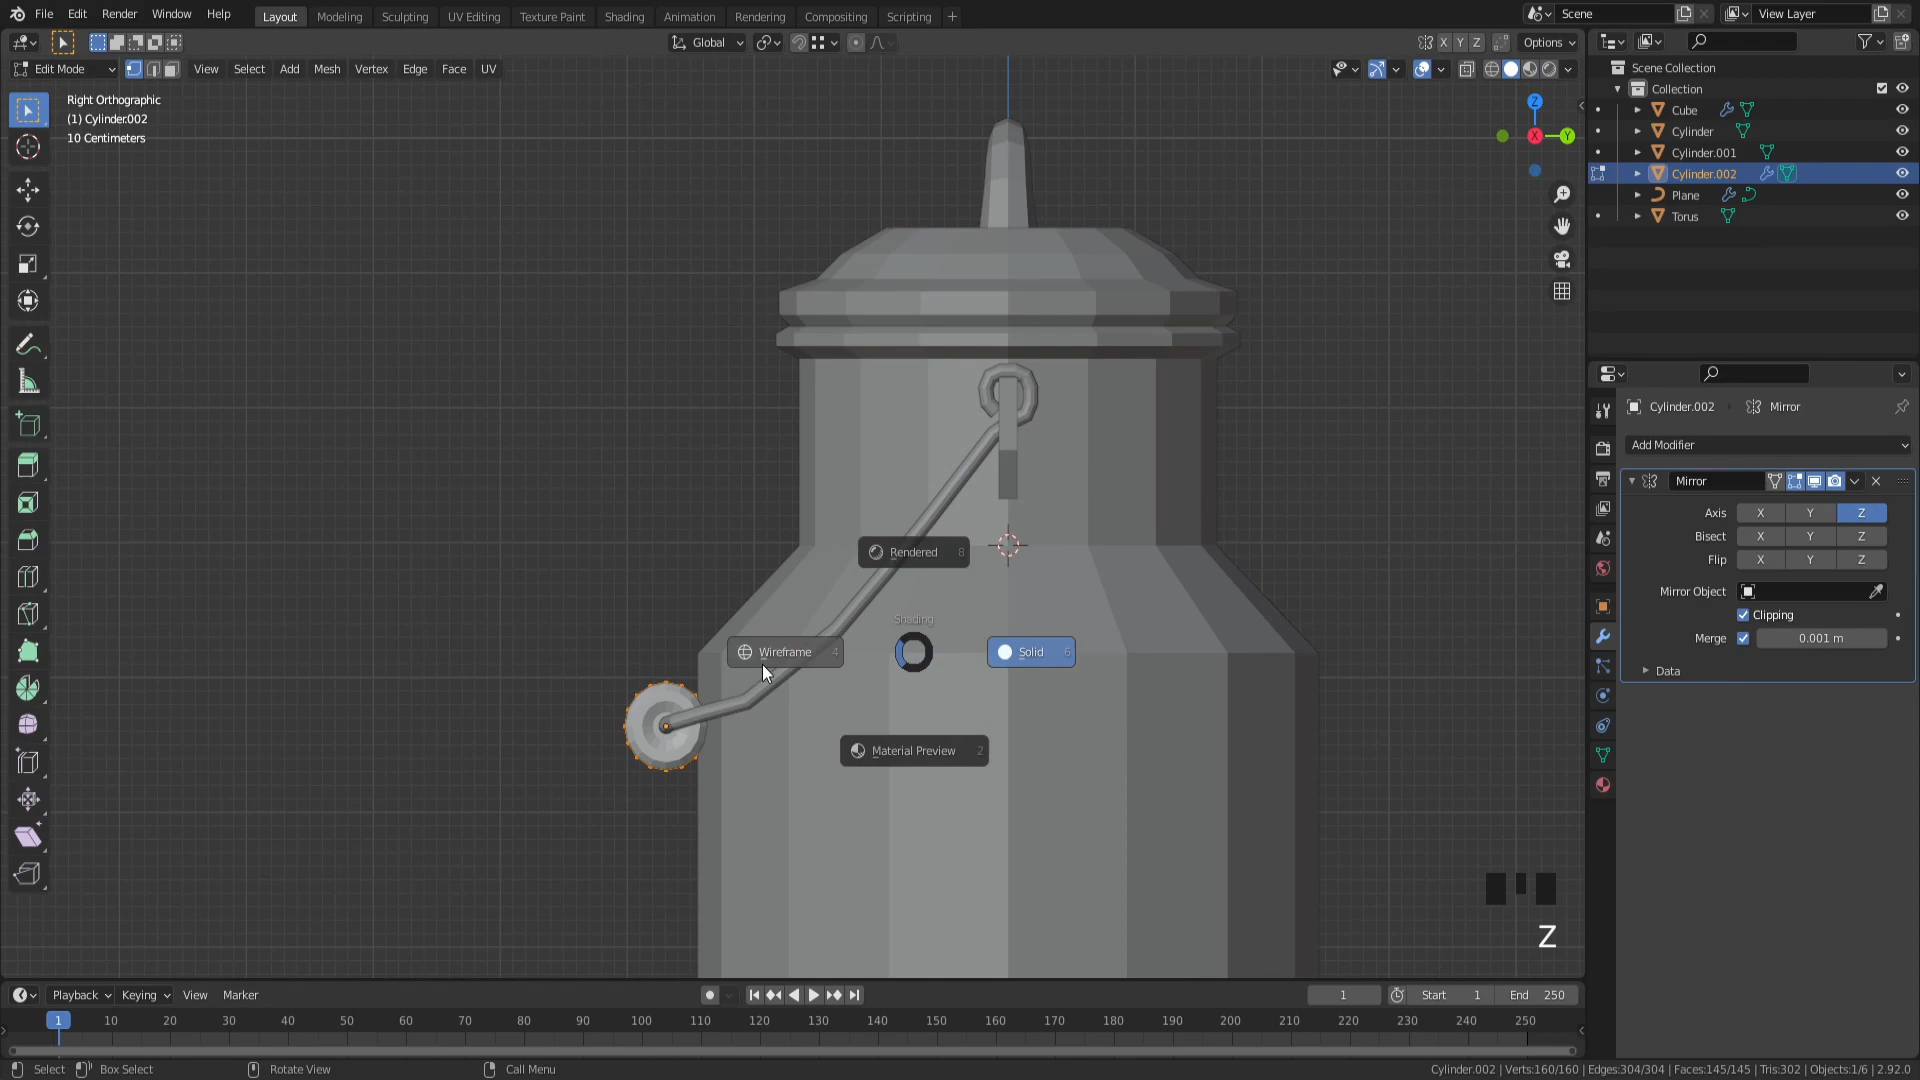 File Edit Render Window Help Layout Modeling Sculpting UV Editing Texture Paint Shading Animation Rendering Compositing Scripting + Scene View Layer
Global X Y Z Options
Edit Mode View Select Add Mesh Vertex Edge Face UV
Right Orthographic
(1) Cylinder.002
10 Centimeters
Z
X
Y
Scene Collection
Collection
Cube
Cylinder
Cylinder.001
Cylinder.002
Plane
Torus
Cylinder.002 Mirror
Add Modifier
Mirror
Axis X Y Z
Bisect X Y Z
Flip X Y Z
Mirror Object
Clipping
Merge 0.001 m
Data
Rendered 8
Shading
Wireframe 4
Solid 6
Material Preview 2
Z
Playback Keying View Marker 1 Start 1 End 250
1 10 20 30 40 50 60 70 80 90 100 110 120 130 140 150 160 170 180 190 200 210 220 230 240 250
Select Box Select Rotate View Call Menu Cylinder.002 | Verts:160/160 | Edges:304/304 | Faces:145/145 | Tris:302 | Objects:1/6 | 2.92.0